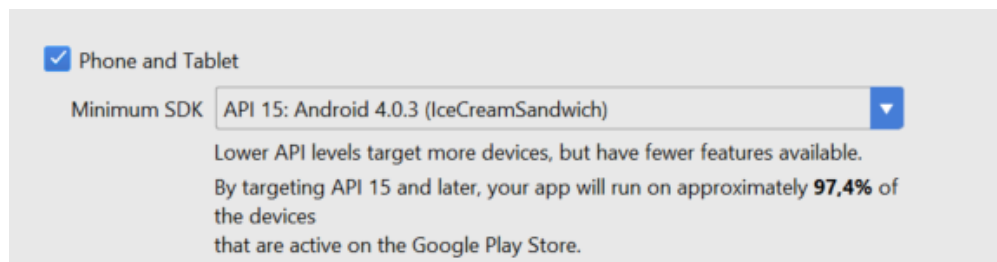 Phone and Tablet
Minimum SDK API 15: Android 4.0.3 (IceCreamSandwich)
Lower API levels target more devices, but have fewer features available.
By targeting API 15 and later, your app will run on approximately 97,4% of
the devices
that are active on the Google Play Store.